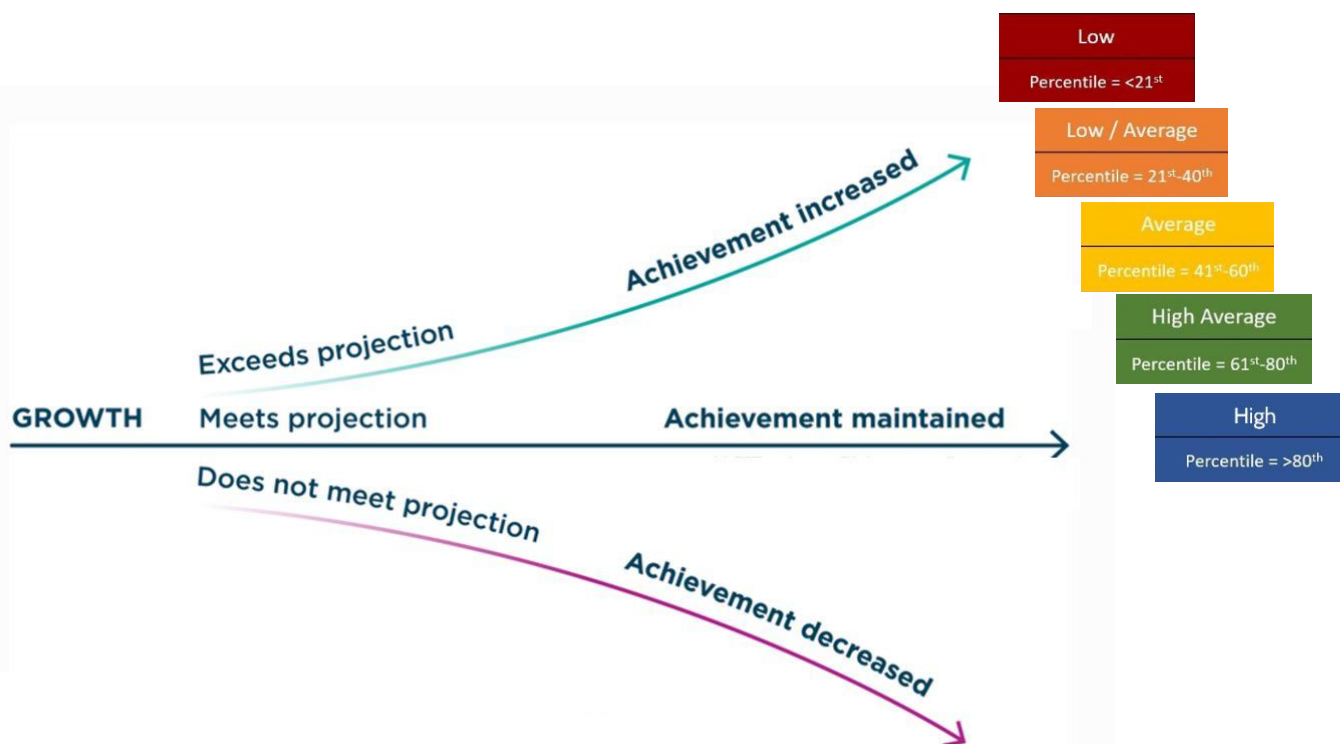 Low
Percentile = <21st
Low / Average
Percentile = 21st-40th
Average
Percentile = 41st-60th
High Average
Percentile = 61st-80th
High
Percentile = >80th
Achievement increased
Exceeds projection
GROWTH
Meets projection
Achievement maintained
Does not meet projection
Achievement decreased